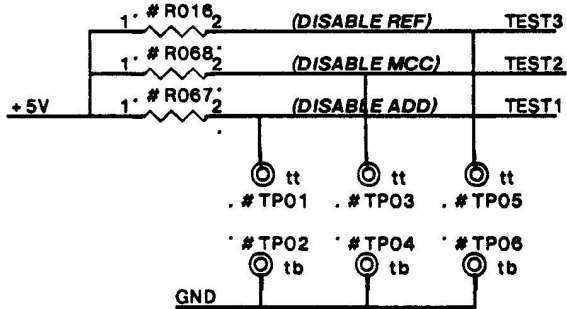 # R016
1 2 (DISABLE REF) TEST3
# R068
1 2 (DISABLE MCC) TEST2
# R067
+5V 1 2 (DISABLE ADD) TEST1
tt tt tt
. # TP01 . # TP03 . # TP05
# TP02 # TP04 # TP06
tb tb tb
GND